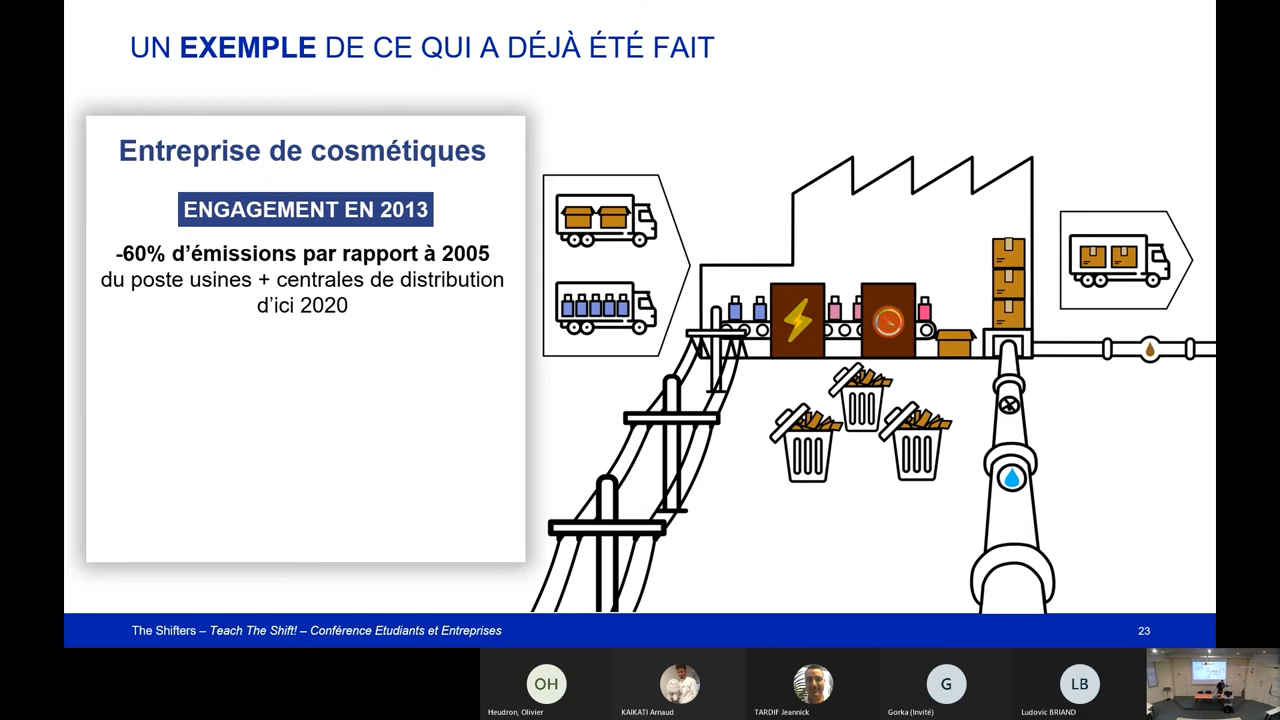 UN EXEMPLE DE CE QUI A DÉJÀ ÉTÉ FAIT
Entreprise de cosmétiques
ENGAGEMENT EN 2013
-60% d’émissions par rapport à 2005
du poste usines + centrales de distribution
d’ici 2020
The Shifters – Teach The Shift! – Conférence Etudiants et Entreprises
23
OH
G
LB
Heudron, Olivier
KAIKATI Arnaud
TARDIF Jeannick
Gorka (Invité)
Ludovic BRIAND